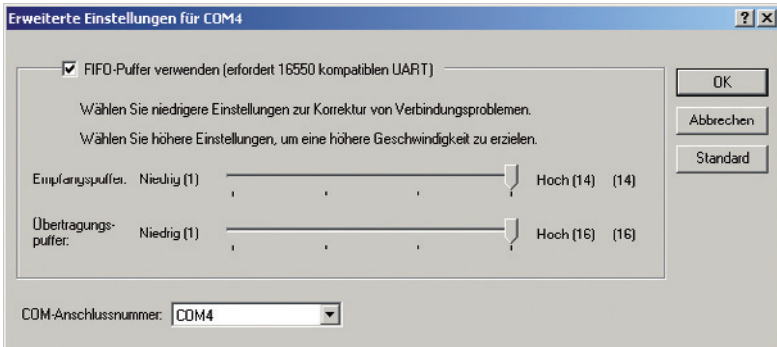 Erweiterte Einstellungen für COM4
FIFO-Puffer verwenden (erfordert 16550 kompatiblen UART)
OK
Wählen Sie niedrigere Einstellungen zur Korrektur von Verbindungsproblemen.
Abbrechen
Wählen Sie höhere Einstellungen, um eine höhere Geschwindigkeit zu erzielen.
Standard
Empfangspuffer: Niedrig (1) Hoch (14) (14)
Übertragungs-
puffer: Niedrig (1) Hoch (16) (16)
COM-Anschlussnummer: COM4